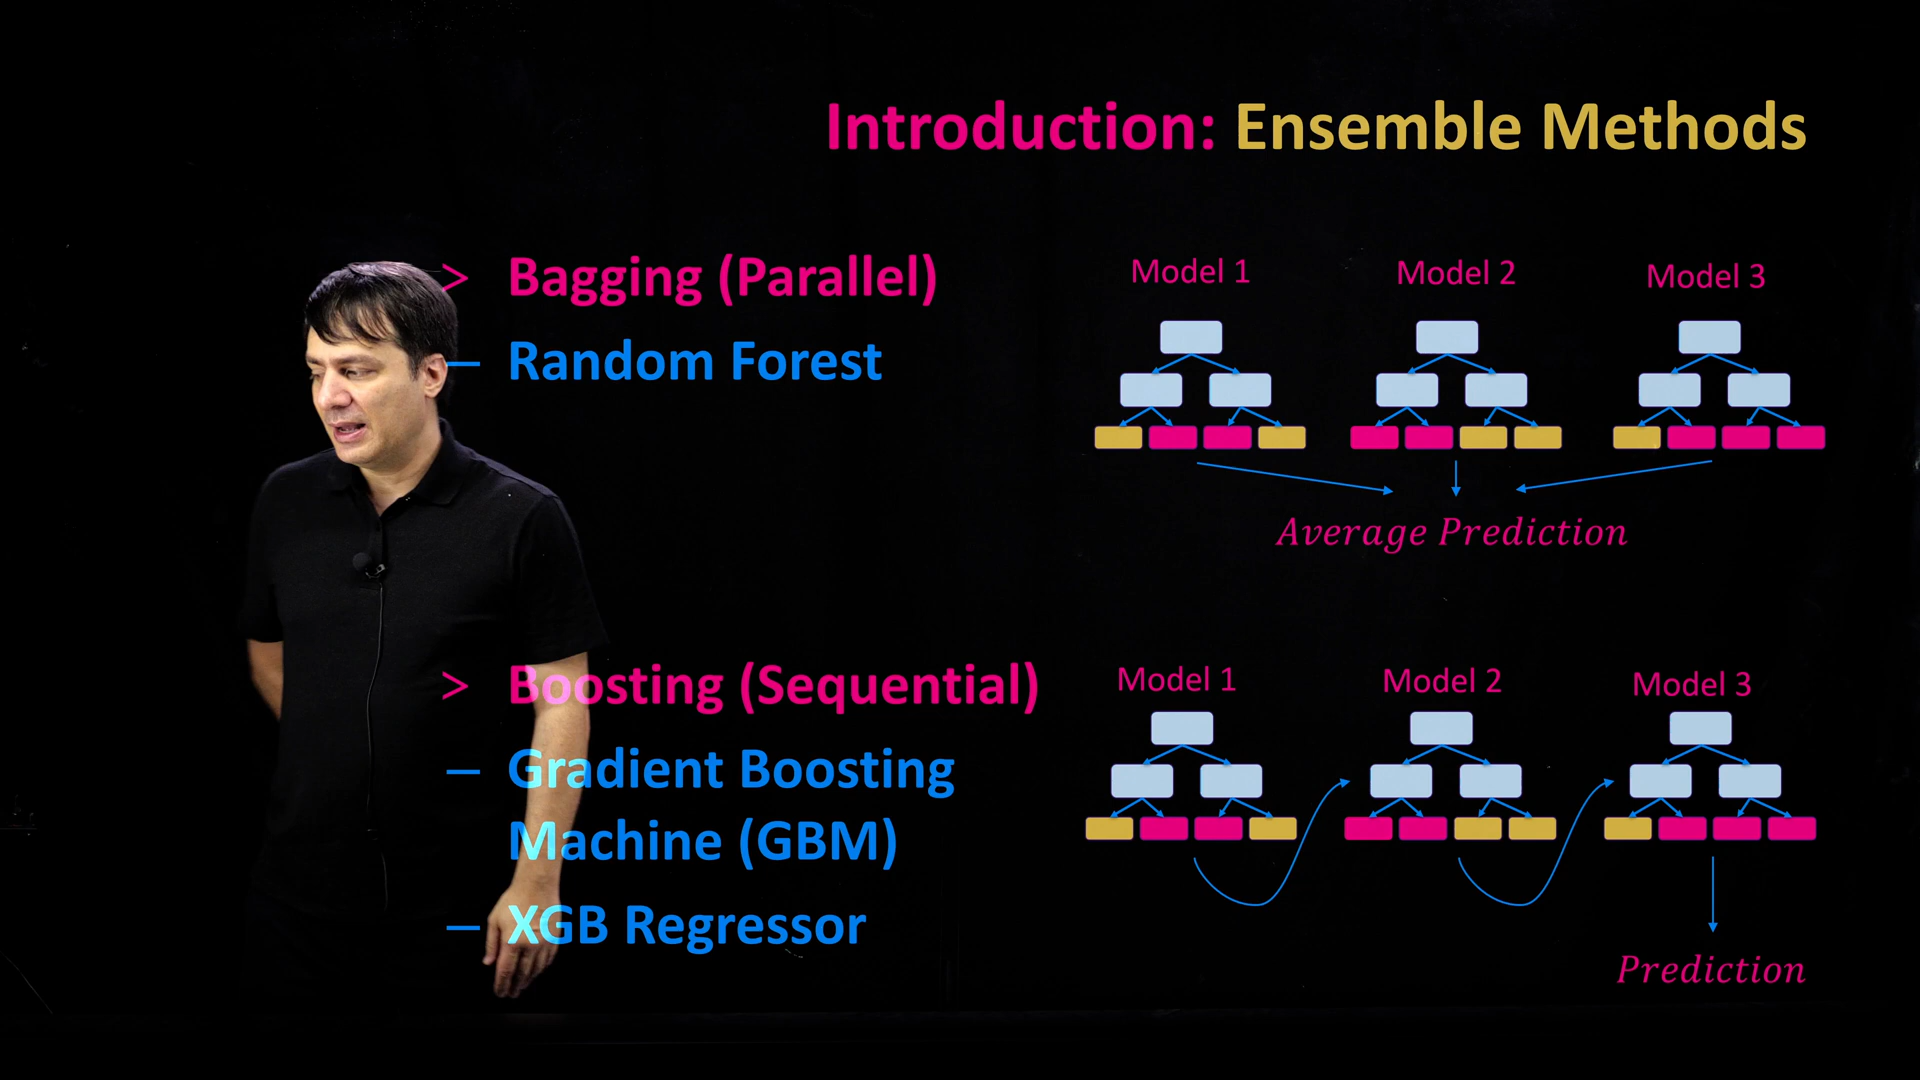 Introduction: Ensemble Methods
> Bagging (Parallel)
– Random Forest
Model 1 Model 2 Model 3
Average Prediction
> Boosting (Sequential)
– Gradient Boosting
Machine (GBM)
– XGB Regressor
Model 1 Model 2 Model 3
Prediction